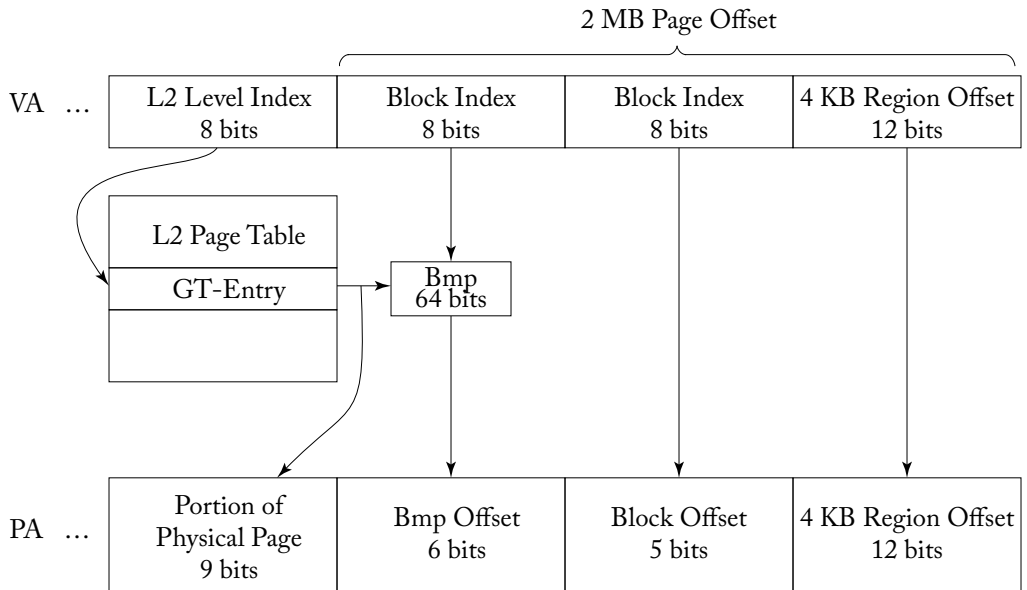 2 MB Page Offset
VA ... L2 Level Index Block Index Block Index 4 KB Region Offset
8 bits 8 bits 8 bits 12 bits
L2 Page Table
GT-Entry
Bmp
64 bits
PA ... Portion of Physical Page 9 bits
Bmp Offset 6 bits
Block Offset 5 bits
4 KB Region Offset 12 bits